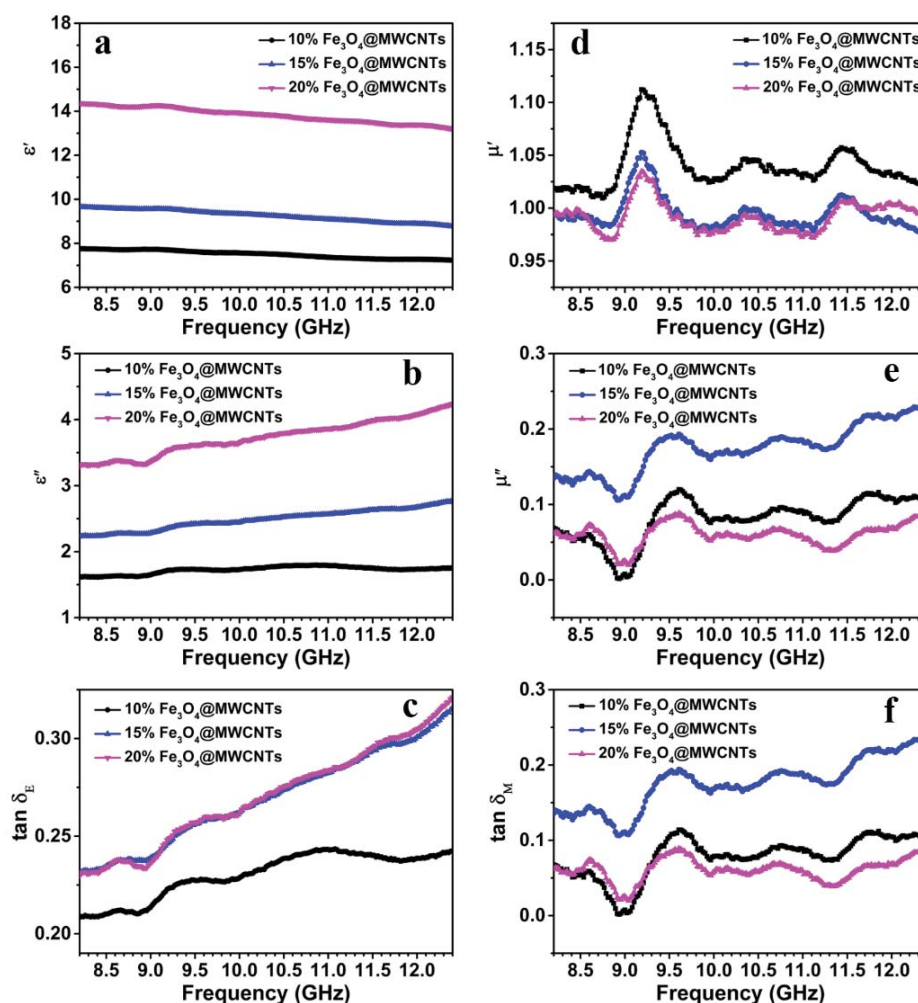 a
10% Fe₃O₄@MWCNTs
15% Fe₃O₄@MWCNTs
20% Fe₃O₄@MWCNTs
18
16
14
12
10
8
6
ε′
8.5 9.0 9.5 10.0 10.5 11.0 11.5 12.0
Frequency (GHz)
d
10% Fe₃O₄@MWCNTs
15% Fe₃O₄@MWCNTs
20% Fe₃O₄@MWCNTs
1.15
1.10
1.05
1.00
0.95
μ′
8.5 9.0 9.5 10.0 10.5 11.0 11.5 12.0
Frequency (GHz)
b
10% Fe₃O₄@MWCNTs
15% Fe₃O₄@MWCNTs
20% Fe₃O₄@MWCNTs
5
4
3
2
1
ε″
8.5 9.0 9.5 10.0 10.5 11.0 11.5 12.0
Frequency (GHz)
e
10% Fe₃O₄@MWCNTs
15% Fe₃O₄@MWCNTs
20% Fe₃O₄@MWCNTs
0.3
0.2
0.1
0.0
μ″
8.5 9.0 9.5 10.0 10.5 11.0 11.5 12.0
Frequency (GHz)
c
10% Fe₃O₄@MWCNTs
15% Fe₃O₄@MWCNTs
20% Fe₃O₄@MWCNTs
0.30
0.25
0.20
tan δ_E
8.5 9.0 9.5 10.0 10.5 11.0 11.5 12.0
Frequency (GHz)
f
10% Fe₃O₄@MWCNTs
15% Fe₃O₄@MWCNTs
20% Fe₃O₄@MWCNTs
0.3
0.2
0.1
0.0
tan δ_M
8.5 9.0 9.5 10.0 10.5 11.0 11.5 12.0
Frequency (GHz)